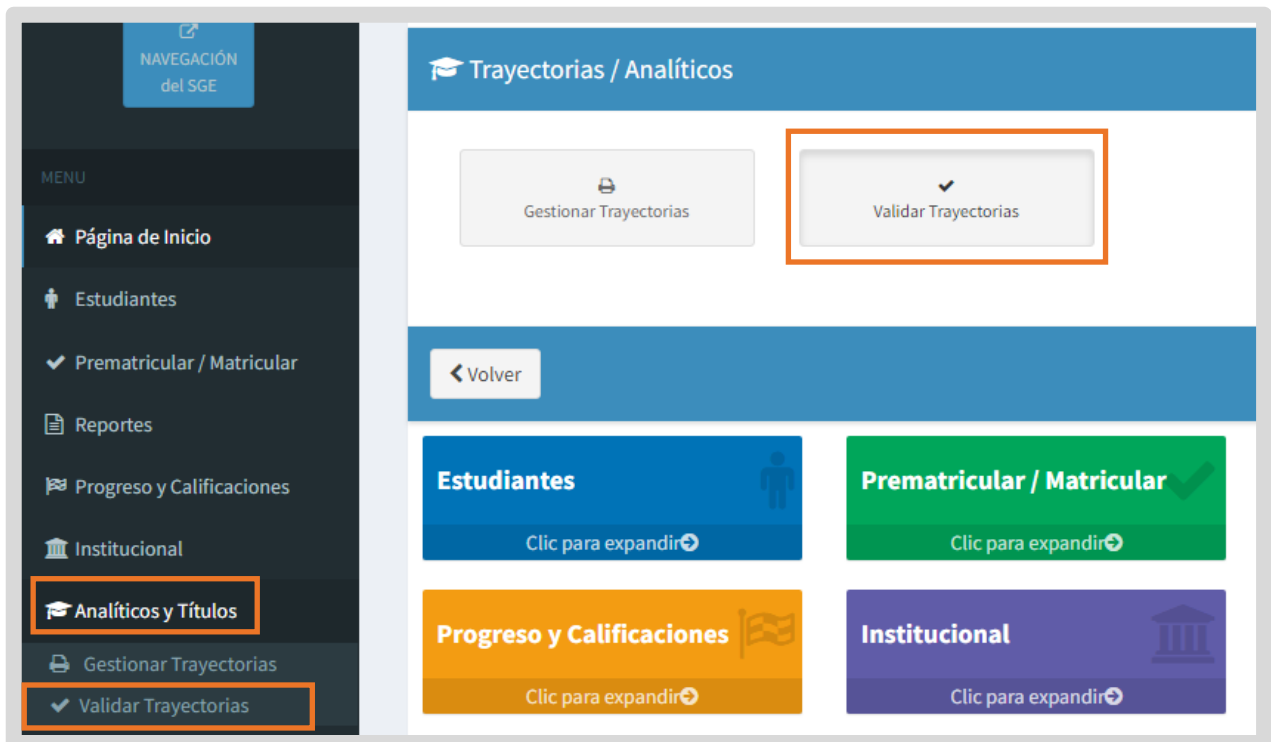 NAVEGACIÓN
del SGE
MENU
Página de Inicio
Estudiantes
Prematricular / Matricular
Reportes
Progreso y Calificaciones
Institucional
Analíticos y Títulos
Gestionar Trayectorias
Validar Trayectorias
Trayectorias / Analíticos
Gestionar Trayectorias
Validar Trayectorias
Volver
Estudiantes
Clic para expandir
Prematricular / Matricular
Clic para expandir
Progreso y Calificaciones
Clic para expandir
Institucional
Clic para expandir